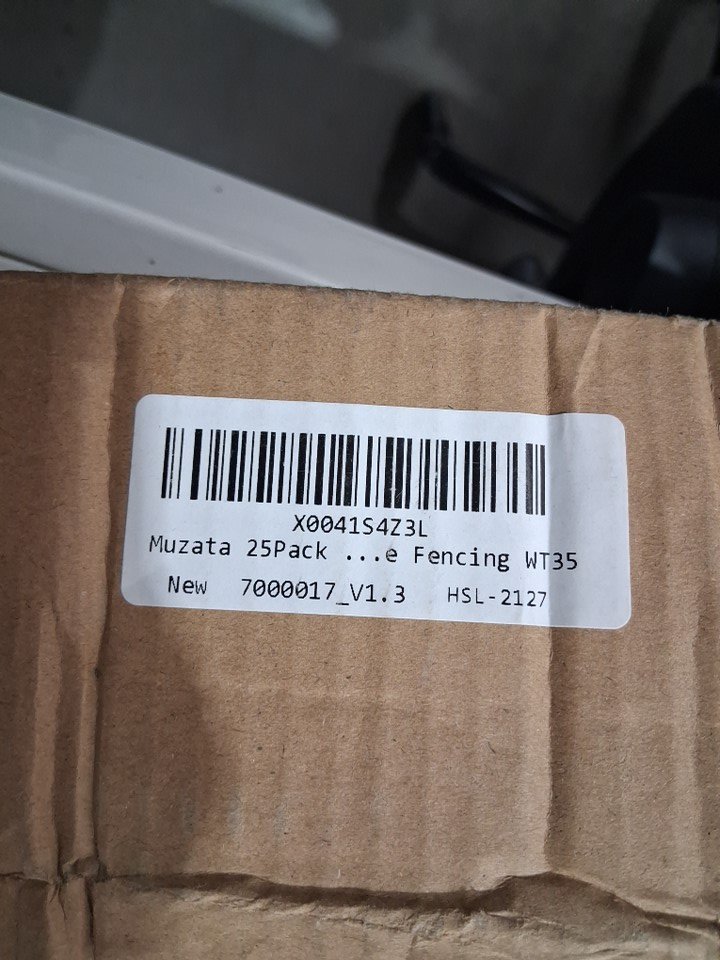 X0041S4Z3L
Muzata 25Pack ...e Fencing WT35
New 7000017_V1.3 HSL-2127